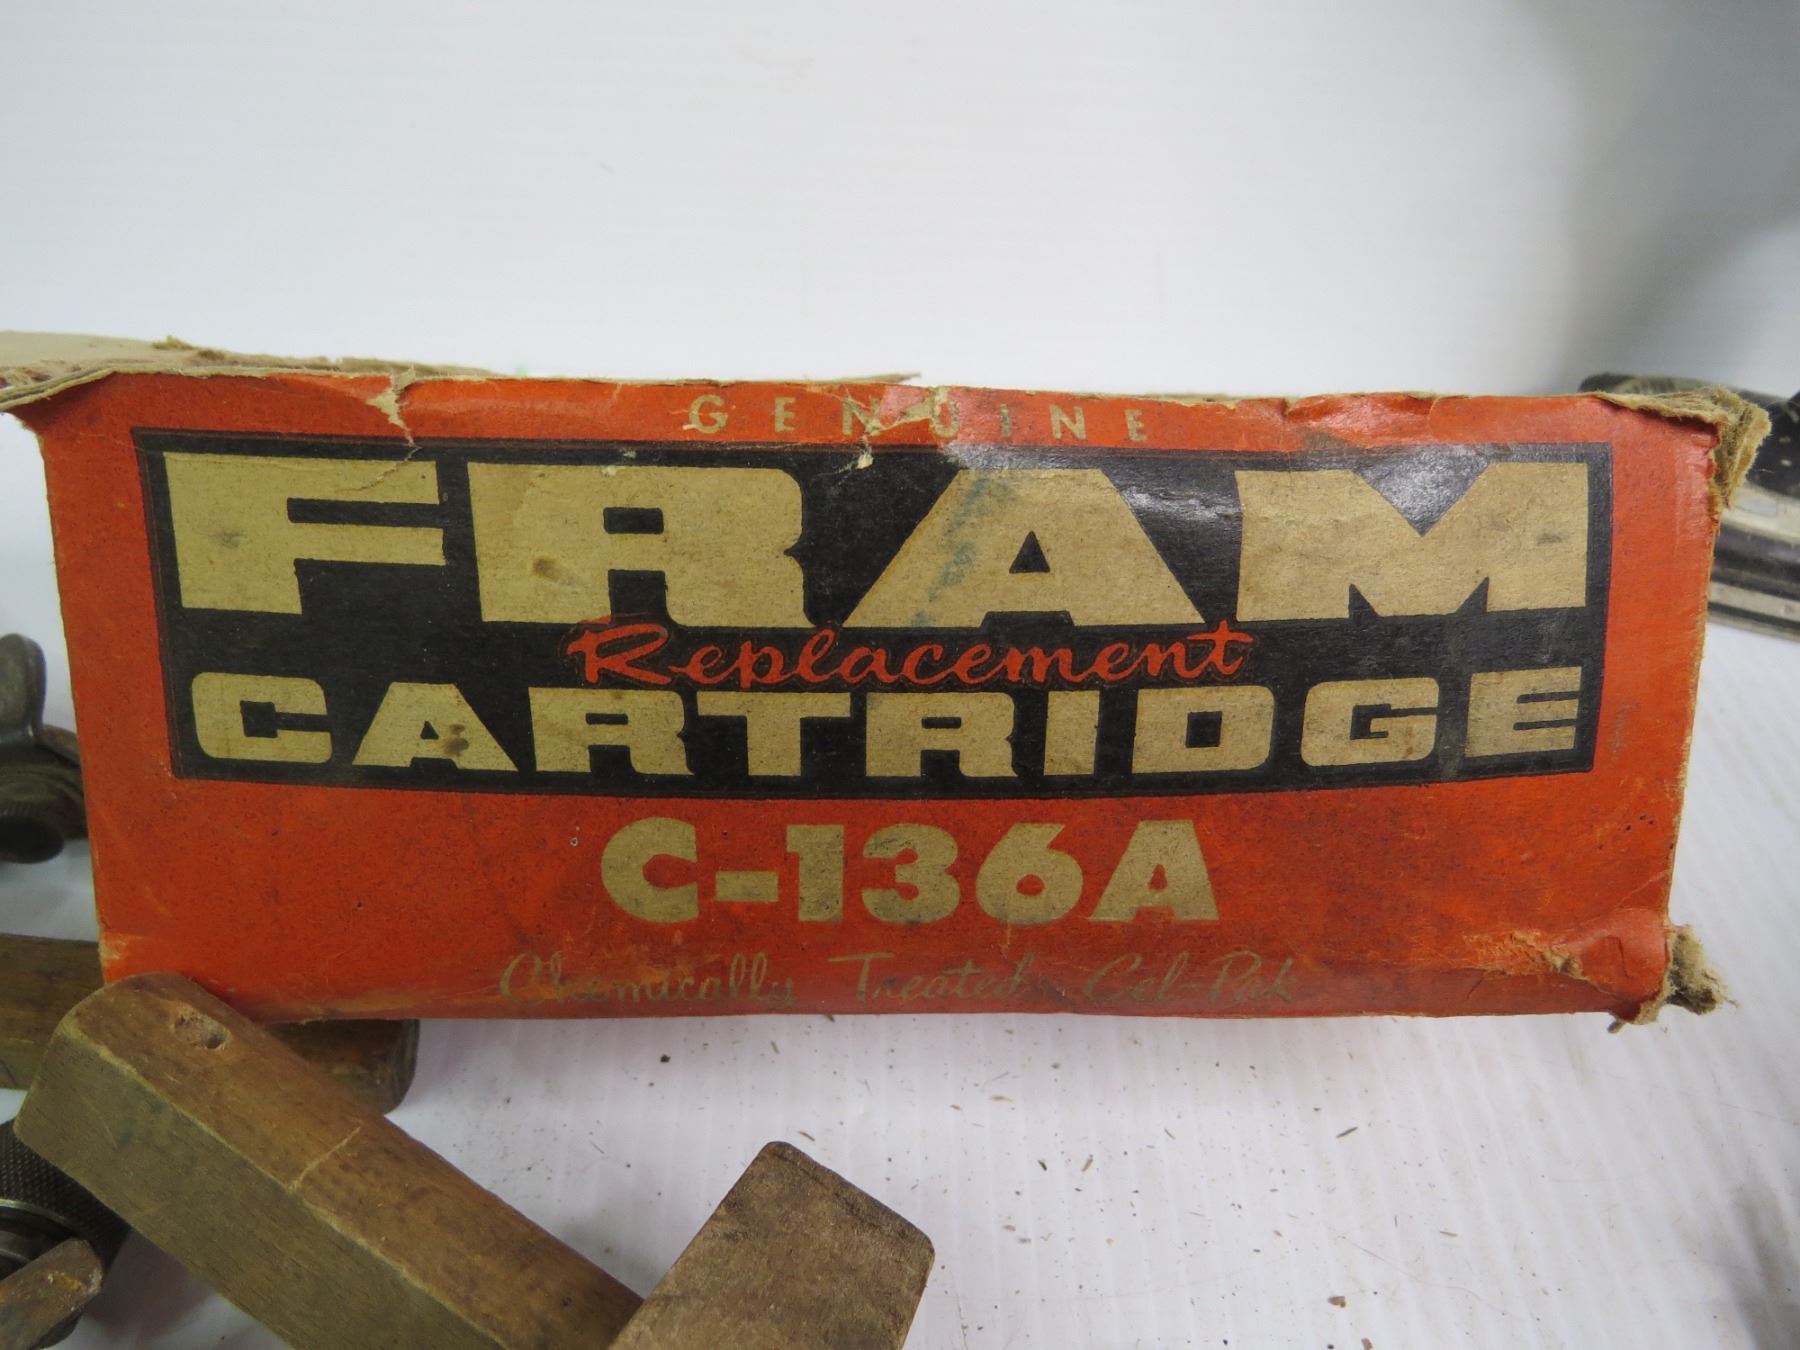 GENUINE
FRAM
Replacement
CARTRIDGE
C-136A
Chemically Treated Cel-Pak